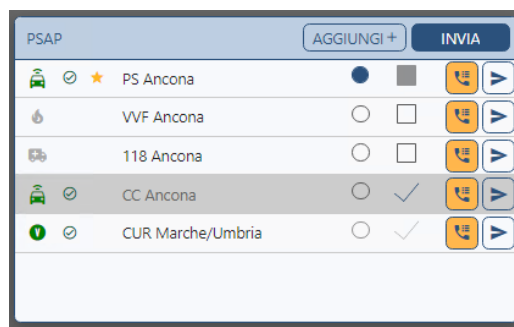 PSAP AGGIUNGI + INVIA
PS Ancona
VVF Ancona
118 Ancona
CC Ancona
V CUR Marche/Umbria